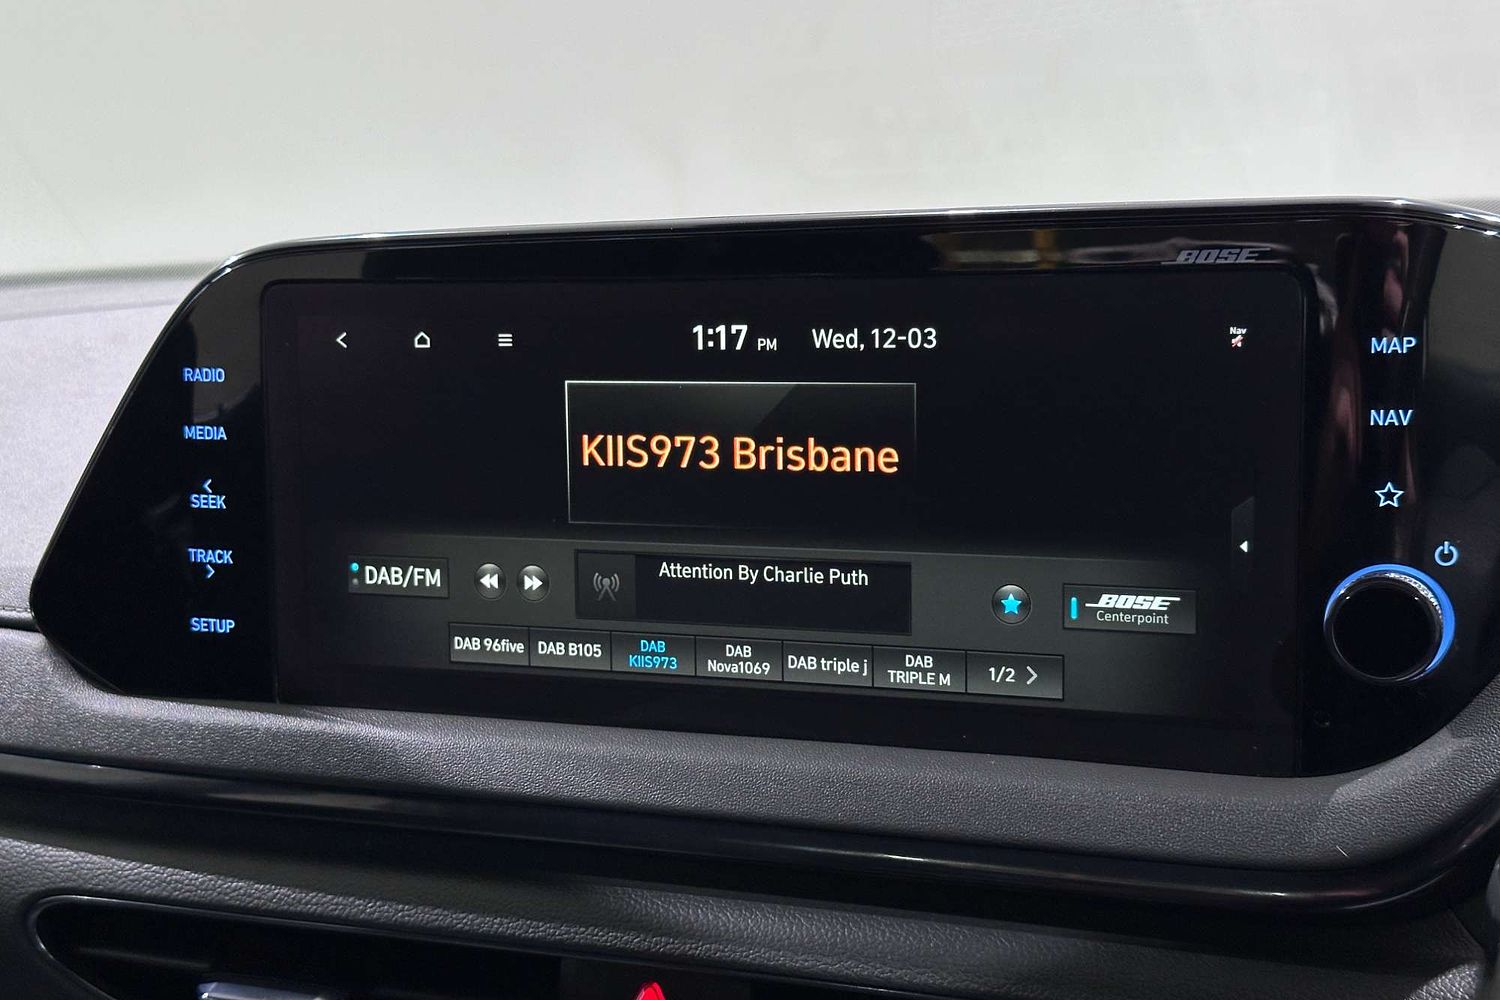 BOSE
1:17 PM Wed, 12-03
Nav
RADIO
MEDIA
<
SEEK
TRACK
>
SETUP
MAP
NAV
KIIS973 Brisbane
DAB/FM
Attention By Charlie Puth
BOSE
Centerpoint
DAB 96five
DAB B105
DAB
KIIS973
DAB
Nova1069
DAB triple j
DAB
TRIPLE M
1/2 >